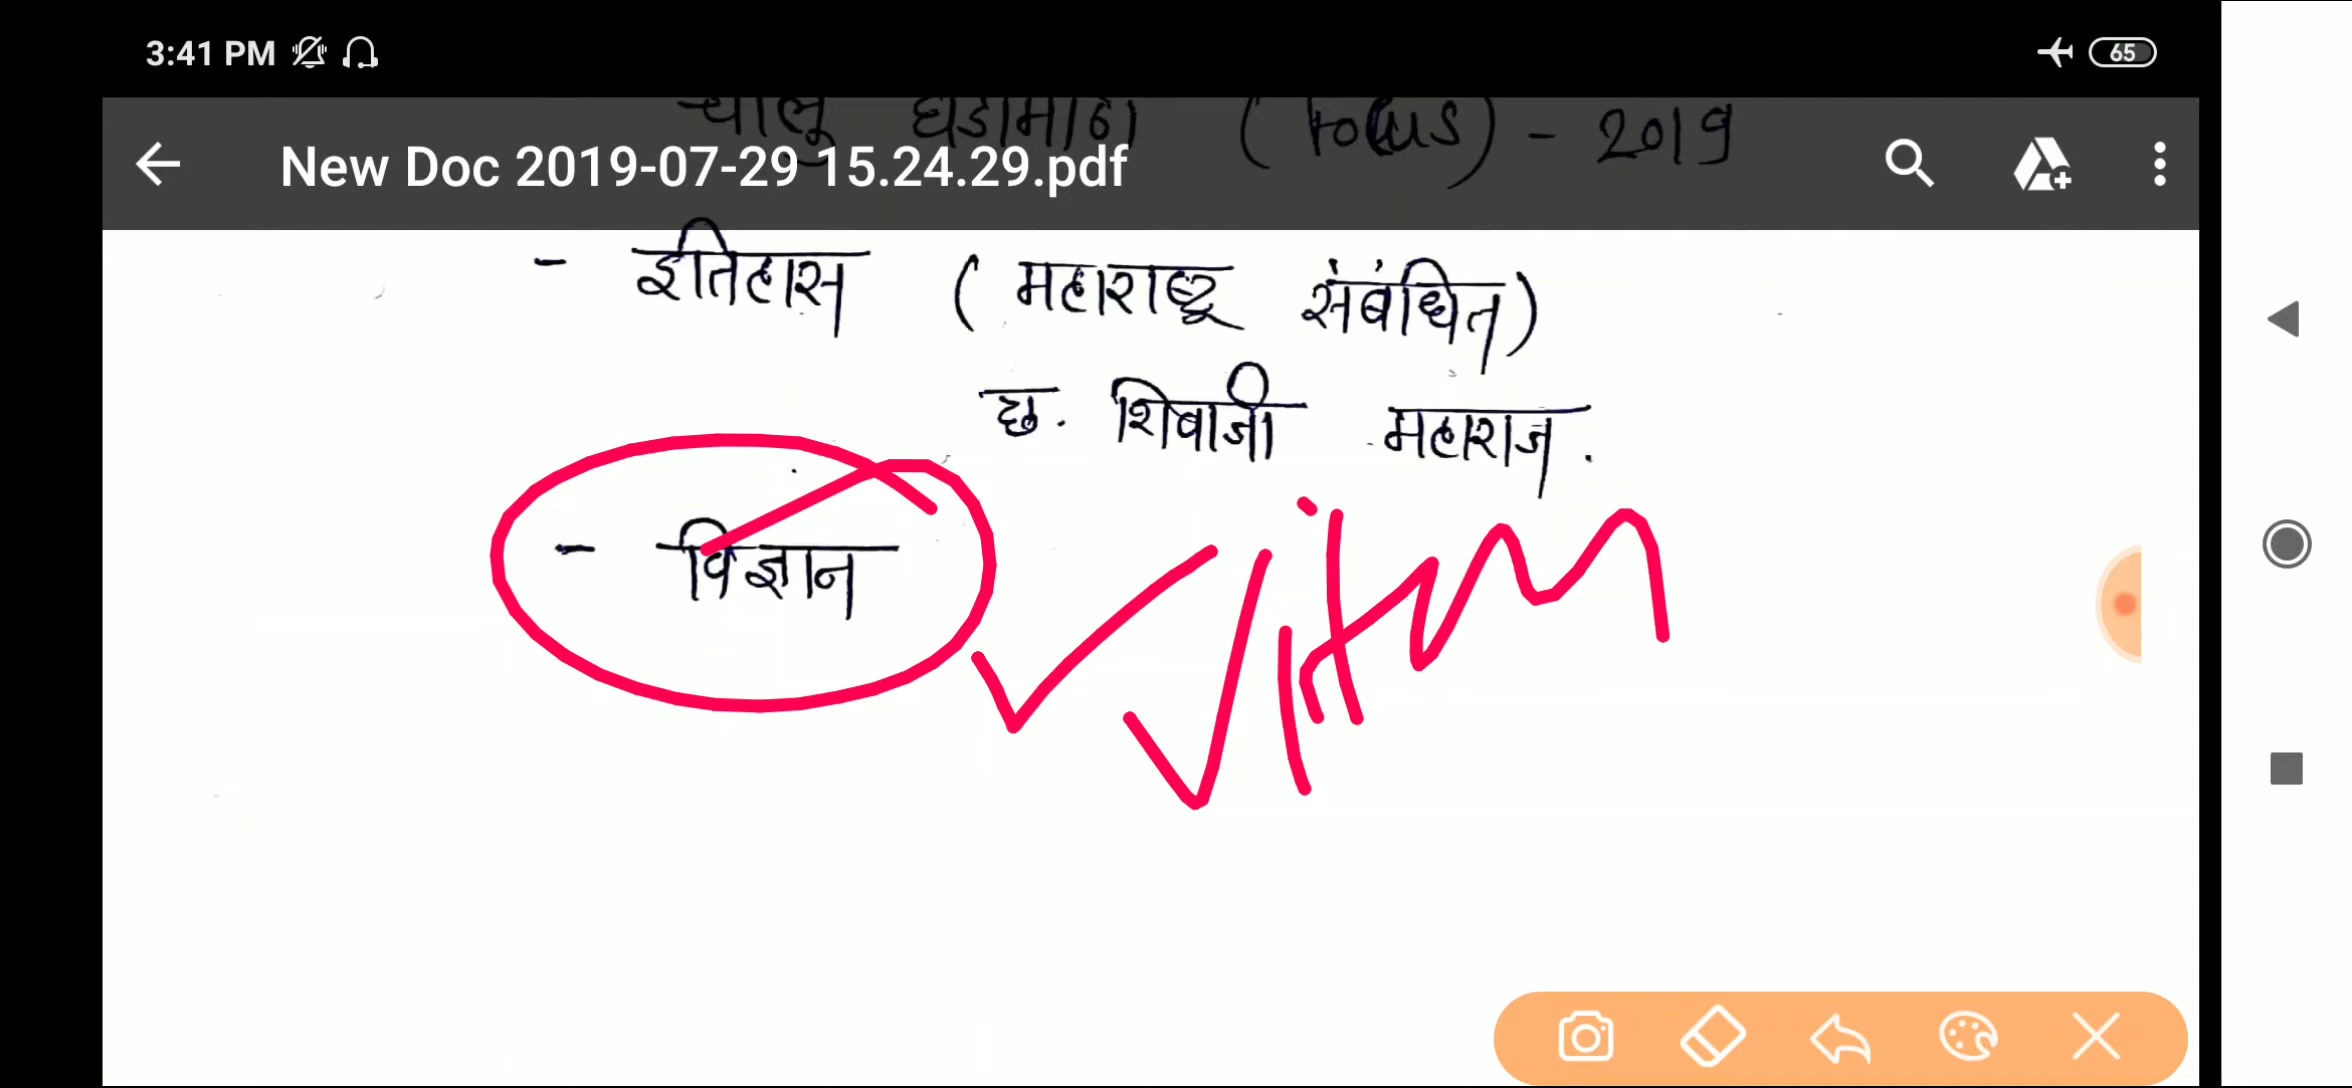 3:41 PM
65
चालू घडामोडी (Focus) - 2019
New Doc 2019-07-29 15.24.29.pdf
- इतिहास (महाराष्ट्र संबंधित)
छ. शिवाजी महाराज.
- विज्ञान